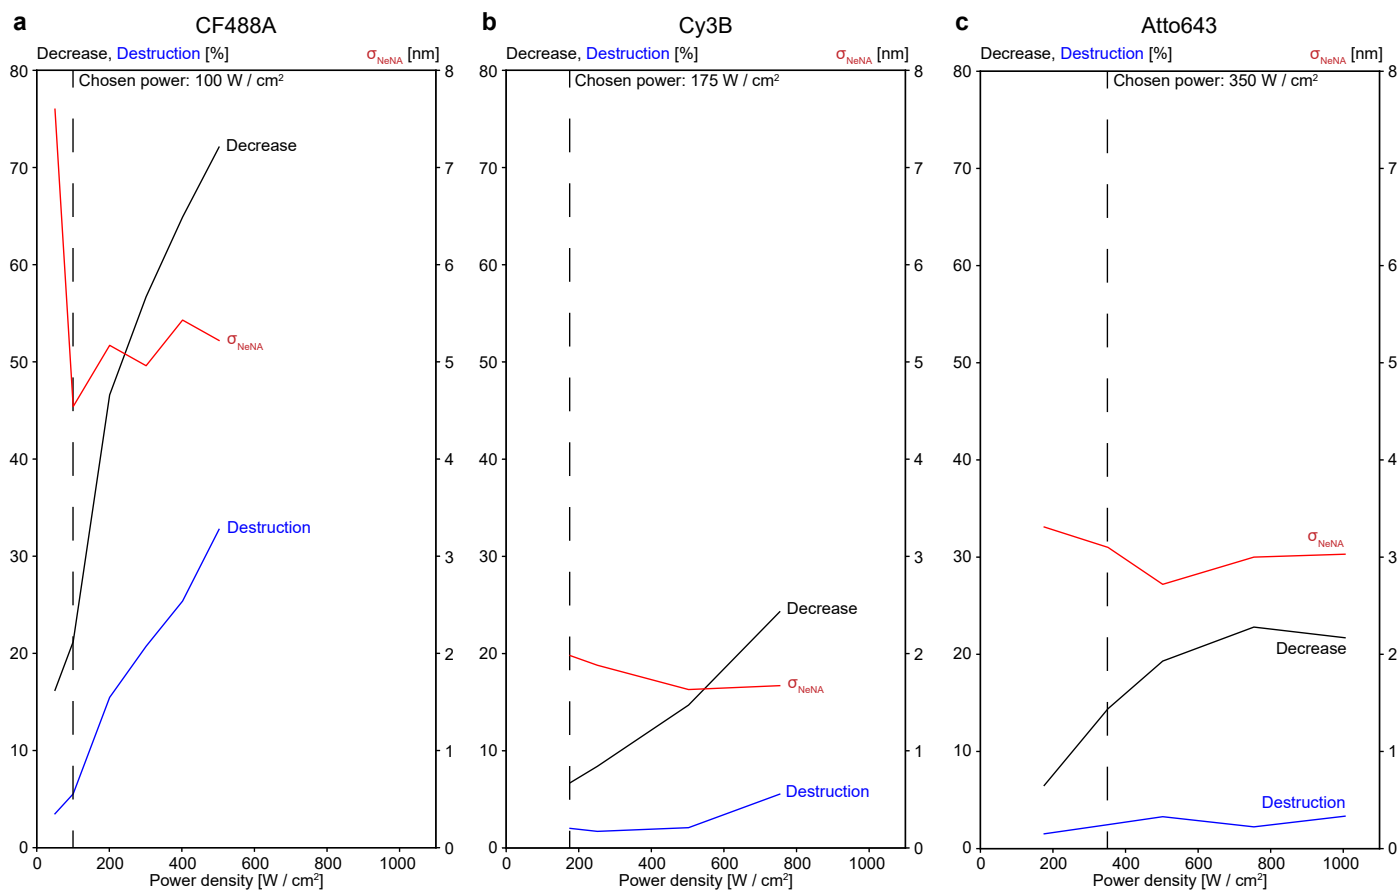 a
CF488A
Decrease, Destruction [%]
σNeNA [nm]
Chosen power: 100 W / cm²
80
70
60
50
40
30
20
10
0
8
7
6
5
4
3
2
1
0
Decrease
σNeNA
Destruction
0 200 400 600 800 1000
Power density [W / cm²]
b
Cy3B
Decrease, Destruction [%]
σNeNA [nm]
Chosen power: 175 W / cm²
80
70
60
50
40
30
20
10
0
8
7
6
5
4
3
2
1
0
Decrease
σNeNA
Destruction
0 200 400 600 800 1000
Power density [W / cm²]
c
Atto643
Decrease, Destruction [%]
σNeNA [nm]
Chosen power: 350 W / cm²
80
70
60
50
40
30
20
10
0
8
7
6
5
4
3
2
1
0
σNeNA
Decrease
Destruction
0 200 400 600 800 1000
Power density [W / cm²]